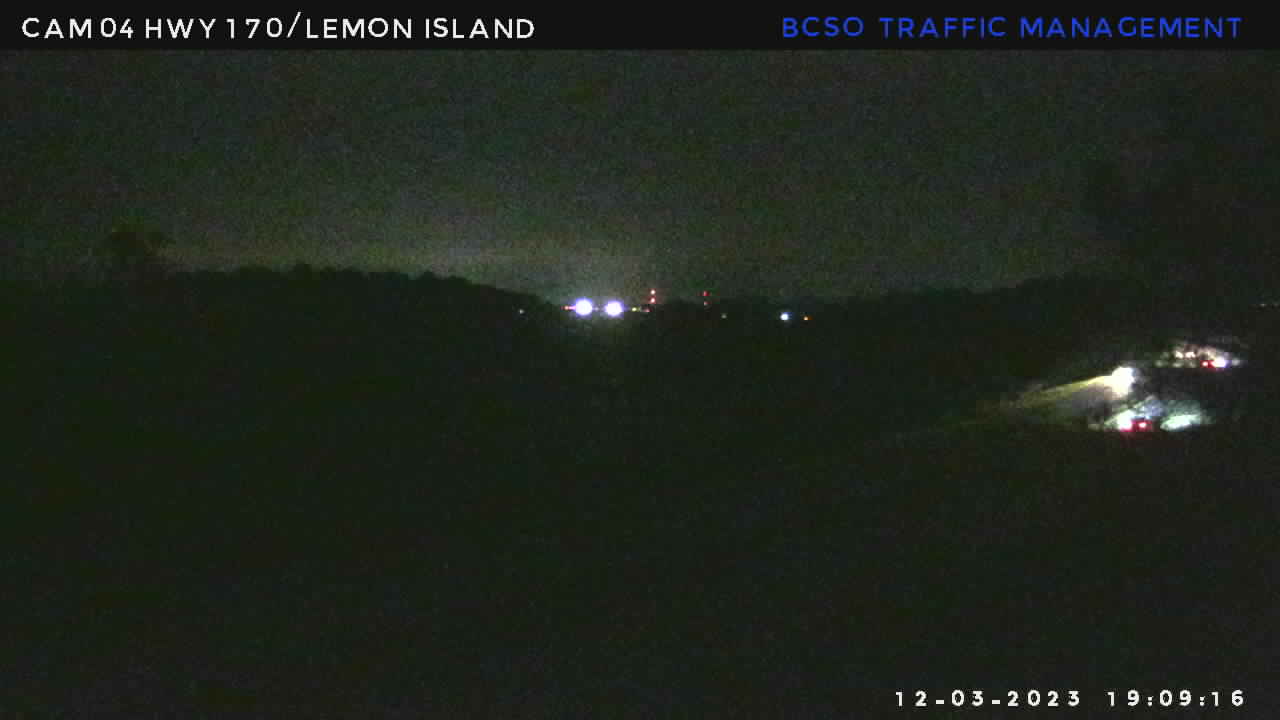 CAM04 HWY 170/LEMON ISLAND
BCSO TRAFFIC MANAGEMENT
12-03-2023 19:09:16